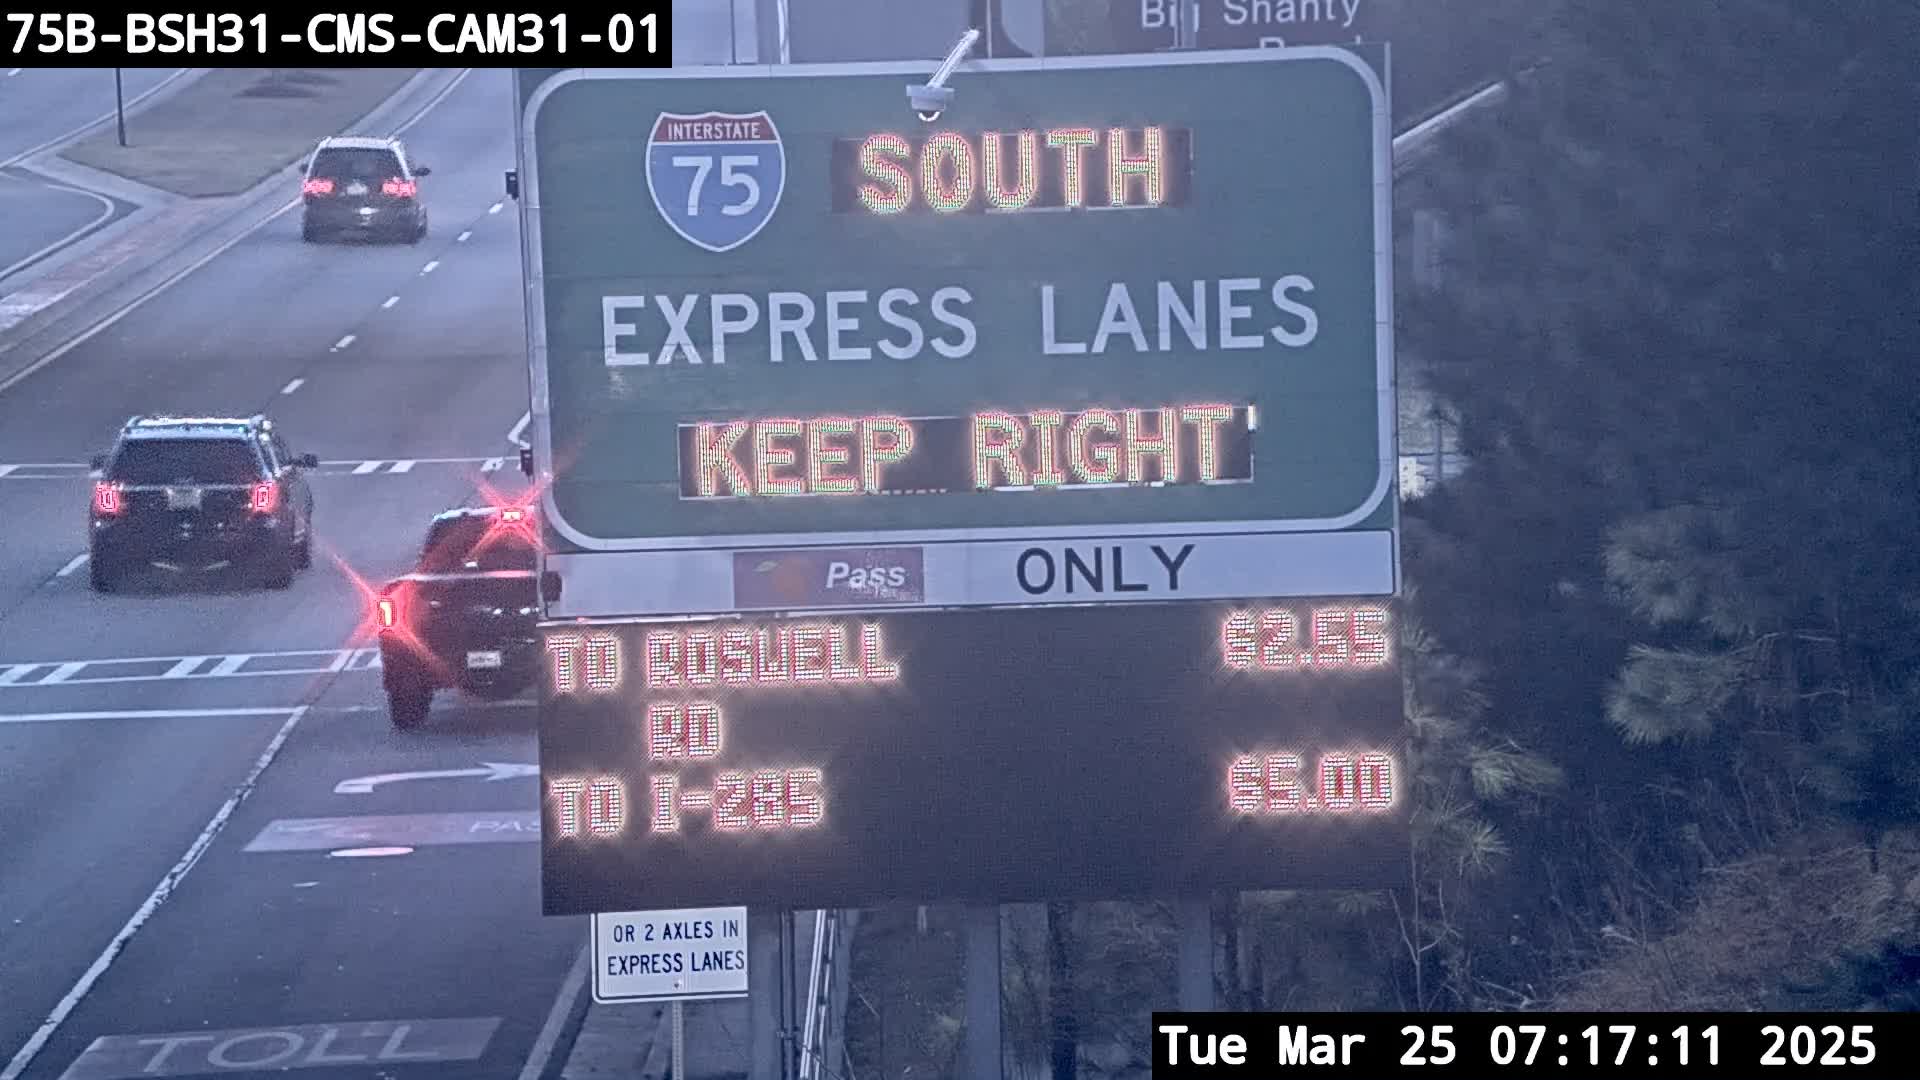 75B-BSH31-CMS-CAM31-01
Big Shanty
INTERSTATE
75
SOUTH
EXPRESS LANES
KEEP RIGHT
Pass ONLY
TO ROSWELL $2.55
RD
TO I-285 $5.00
OR 2 AXLES IN
EXPRESS LANES
TOLL
Tue Mar 25 07:17:11 2025